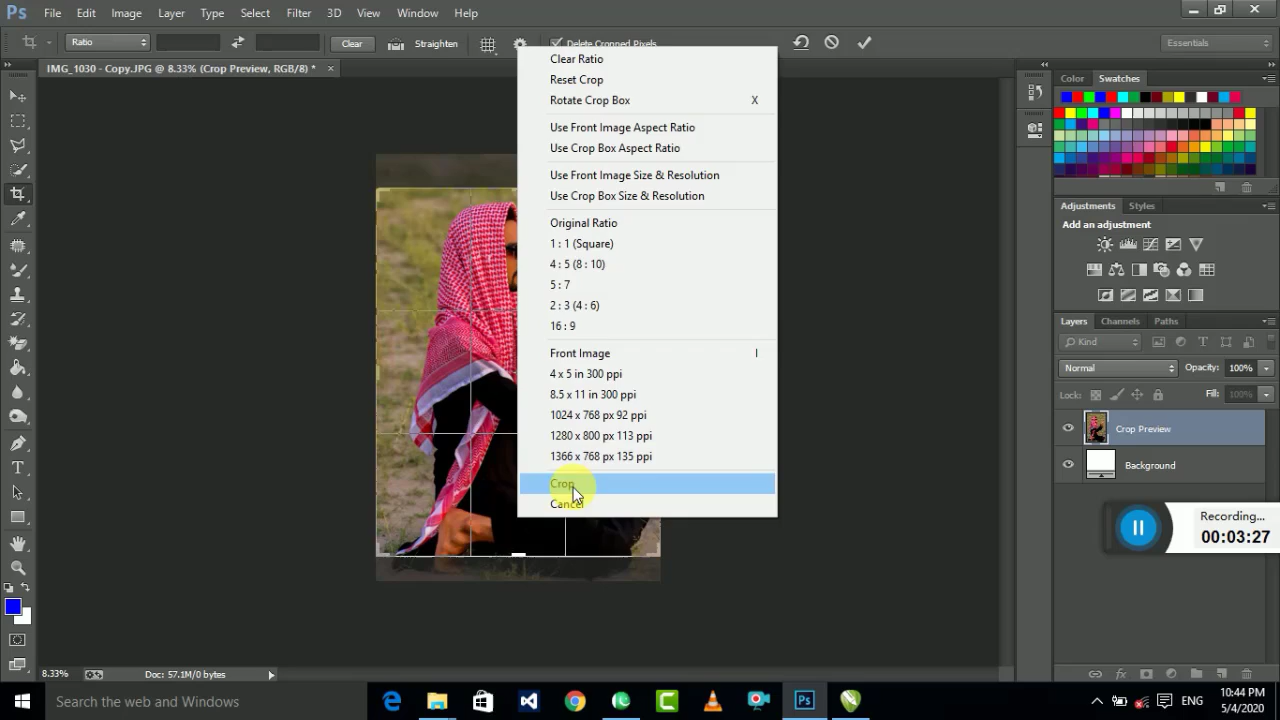 Ps File Edit Image Layer Type Select Filter 3D View Window Help
Ratio Clear Straighten Delete Cropped Pixels Essentials
IMG_1030 - Copy.JPG @ 8.33% (Crop Preview, RGB/8) *
Clear Ratio
Reset Crop
Rotate Crop Box X
Use Front Image Aspect Ratio
Use Crop Box Aspect Ratio
Use Front Image Size & Resolution
Use Crop Box Size & Resolution
Original Ratio
1 : 1 (Square)
4 : 5 (8 : 10)
5 : 7
2 : 3 (4 : 6)
16 : 9
Front Image I
4 x 5 in 300 ppi
8.5 x 11 in 300 ppi
1024 x 768 px 92 ppi
1280 x 800 px 113 ppi
1366 x 768 px 135 ppi
Crop
Cancel
Color Swatches
Adjustments Styles
Add an adjustment
Layers Channels Paths
Kind
Normal Opacity: 100%
Lock: Fill: 100%
Crop Preview
Background
Recording...
00:03:27
8.33% Doc: 57.1M/0 bytes
Search the web and Windows
Ps
ENG
10:44 PM
5/4/2020